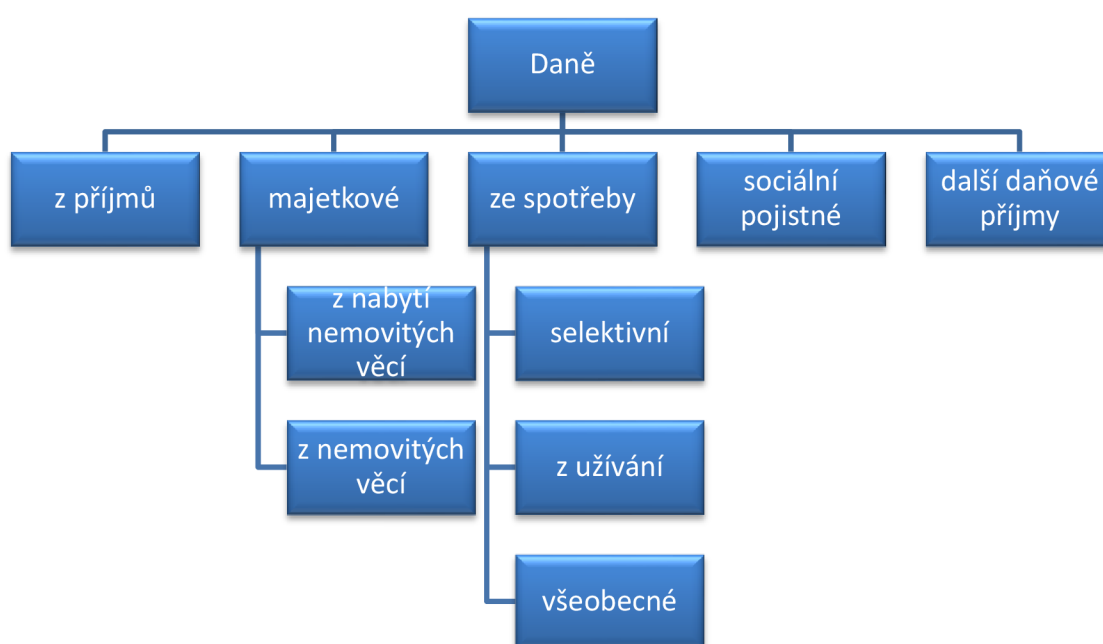 Daně
z příjmů
majetkové
ze spotřeby
sociální
pojistné
další daňové
příjmy
z nabytí
nemovitých
věcí
selektivní
z nemovitých
věcí
z užívání
všeobecné